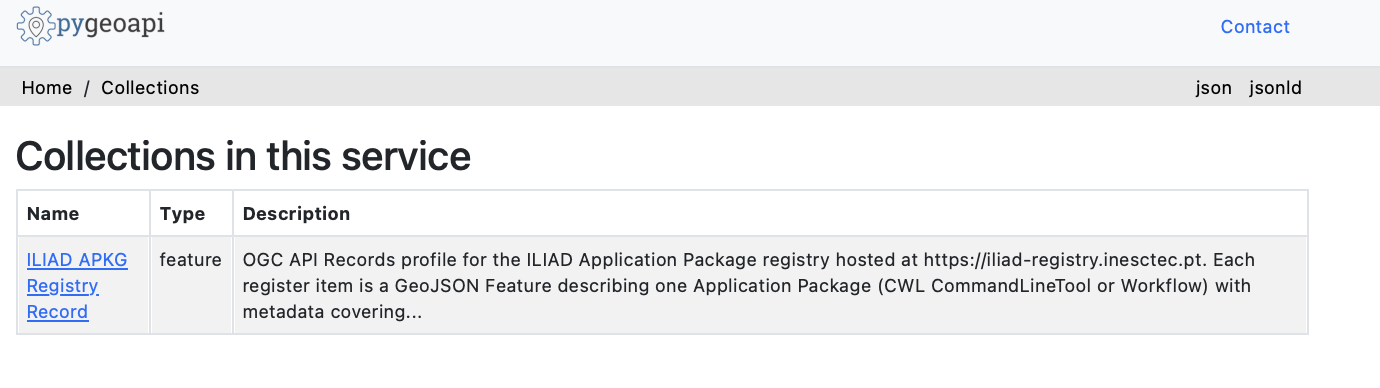 pygeoapi
Contact
Home / Collections
json jsonld
Collections in this service
Name Type Description
ILIAD APKG Registry Record
feature
OGC API Records profile for the ILIAD Application Package registry hosted at https://iliad-registry.inesctec.pt. Each
register item is a GeoJSON Feature describing one Application Package (CWL CommandLineTool or Workflow) with
metadata covering...